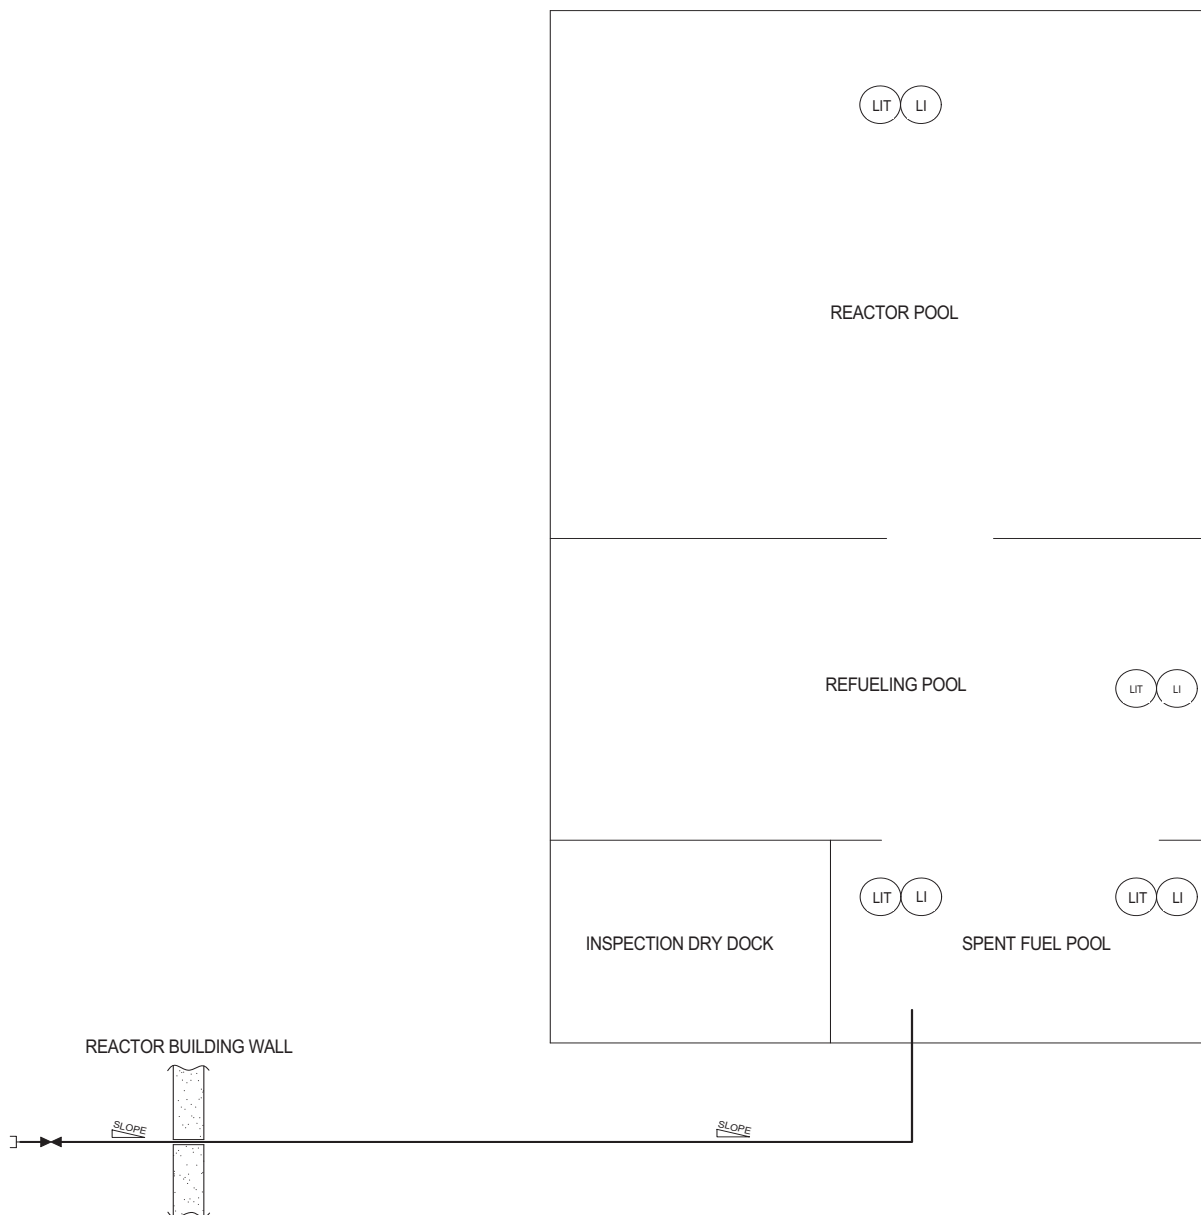 LIT LI
REACTOR POOL
REFUELING POOL
LIT LI
LIT LI
LIT LI
INSPECTION DRY DOCK
SPENT FUEL POOL
REACTOR BUILDING WALL
SLOPE
SLOPE